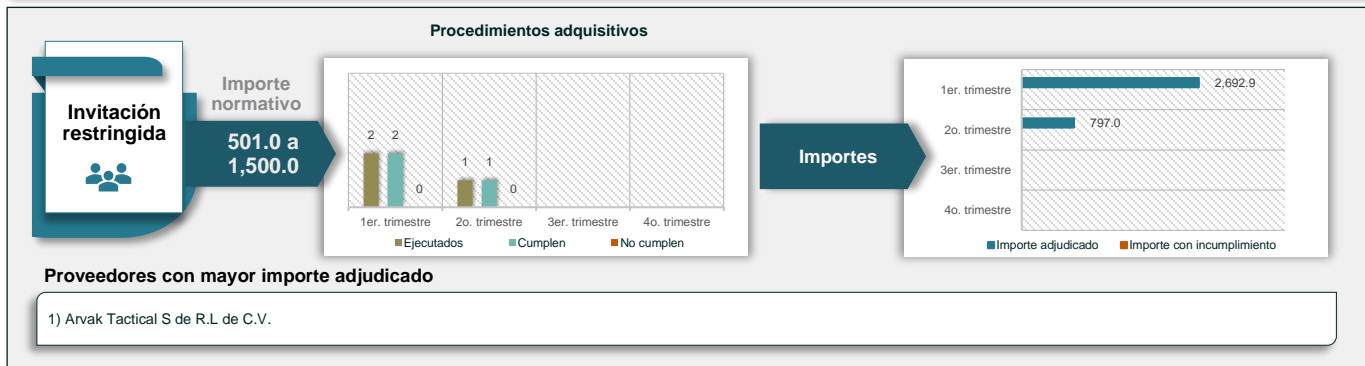 Procedimientos adquisitivos
Invitación
restringida
Importe
normativo
501.0 a
1,500.0
2 2
0
1 1
0
1er. trimestre 2o. trimestre 3er. trimestre 4o. trimestre
Ejecutados Cumplen No cumplen
Importes
1er. trimestre 2,692.9
2o. trimestre 797.0
3er. trimestre
4o. trimestre
Importe adjudicado Importe con incumplimiento
Proveedores con mayor importe adjudicado
1) Arvak Tactical S de R.L de C.V.